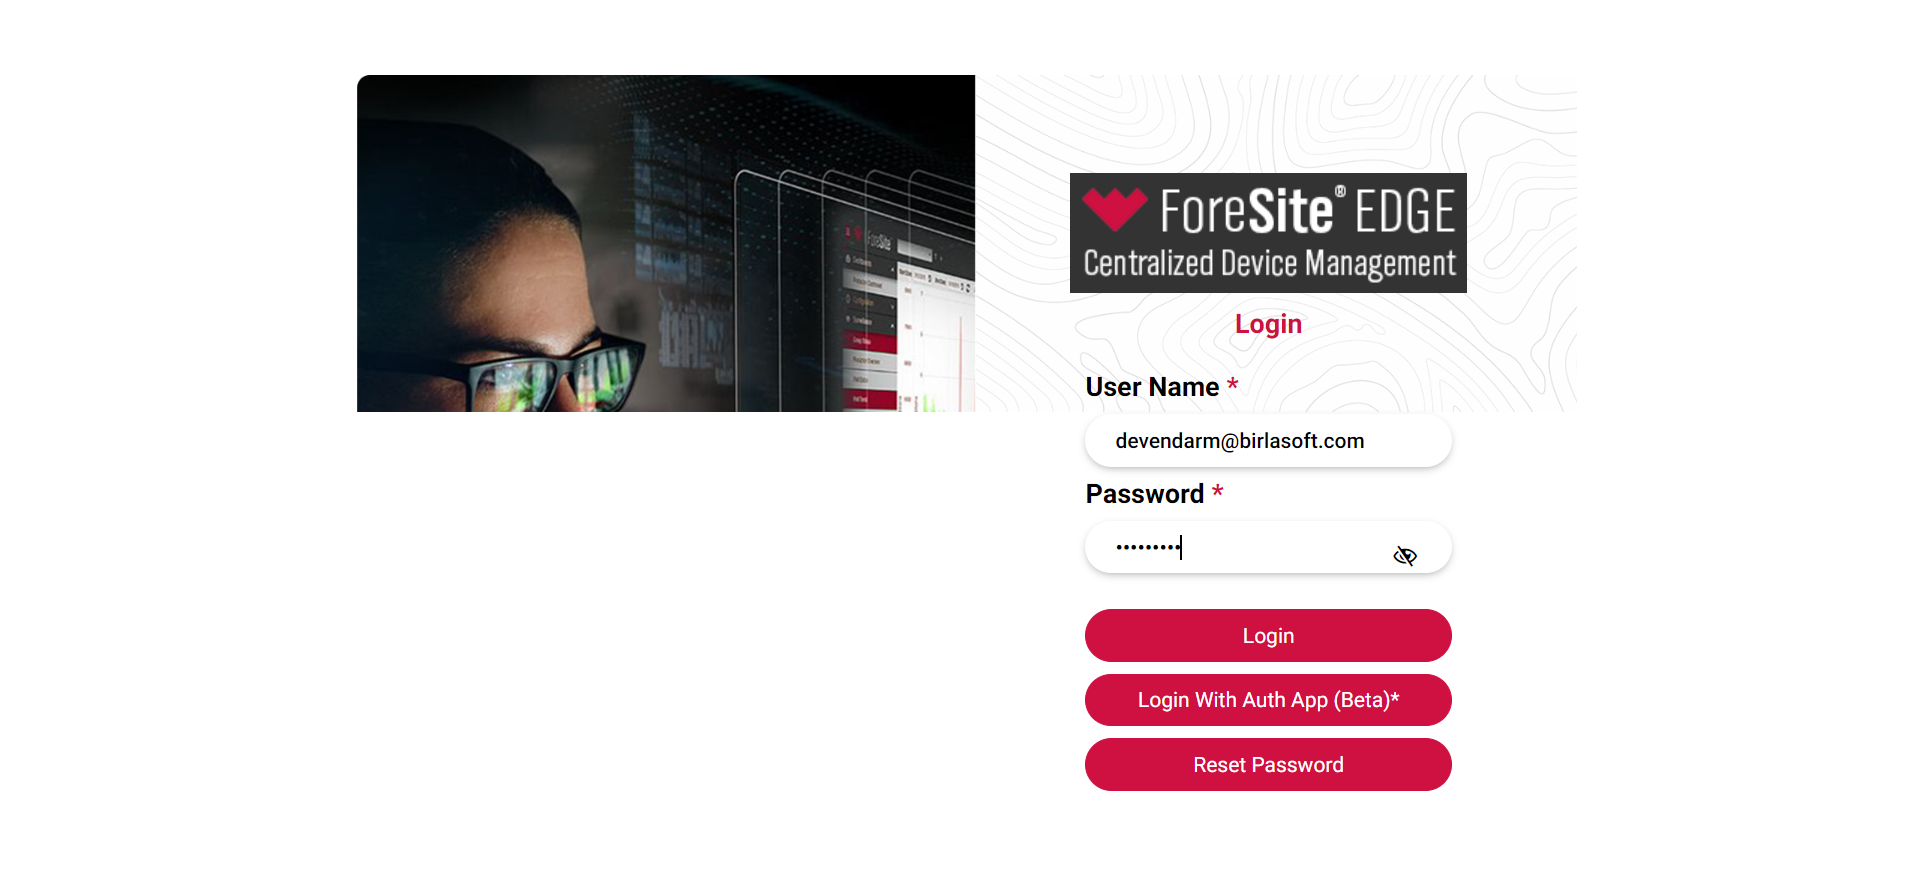 ForeSite® EDGE
Centralized Device Management
Login
User Name *
devendarm@birlasoft.com
Password *
•••••••••
Login
Login With Auth App (Beta)*
Reset Password
ForeSite